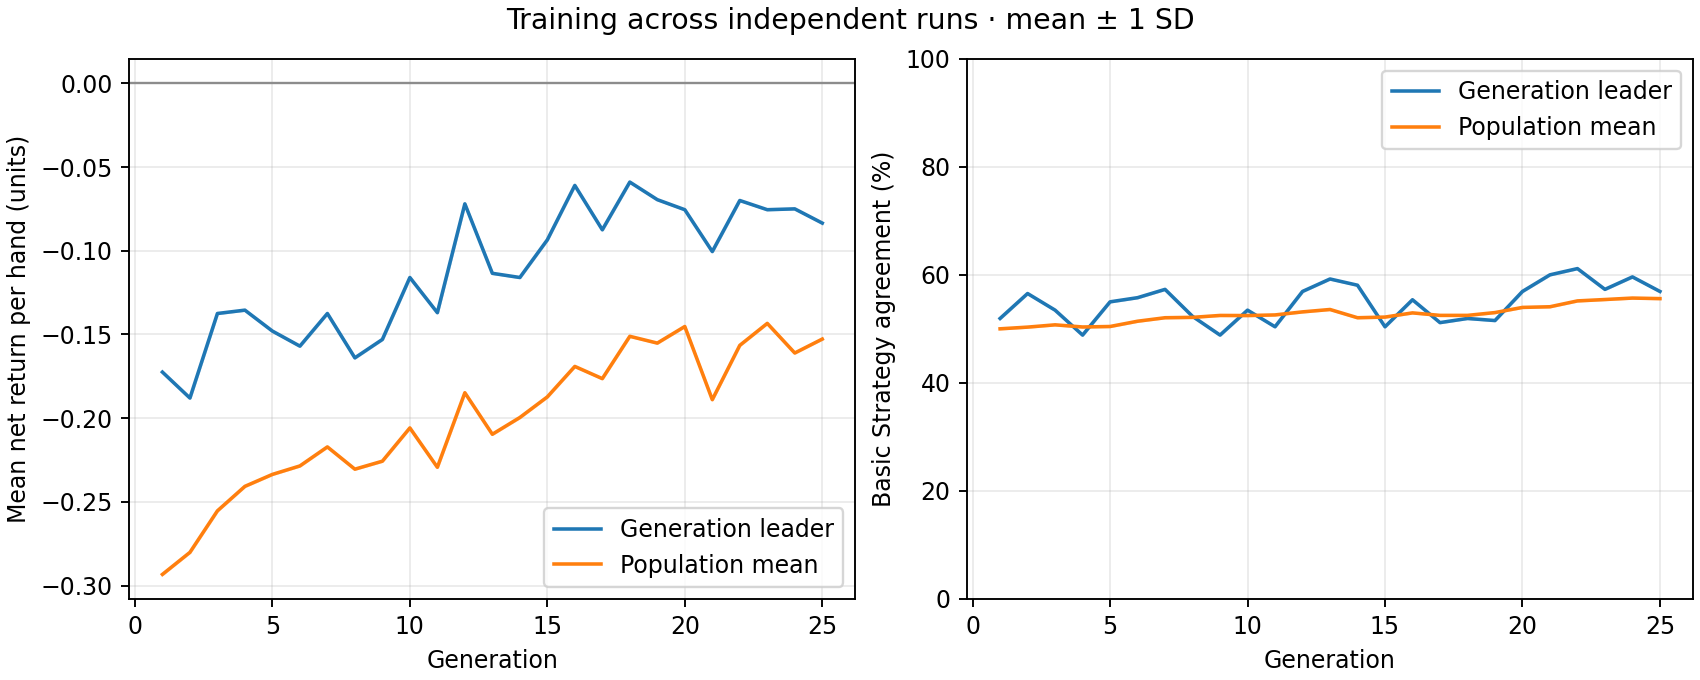 Training across independent runs · mean ± 1 SD
Mean net return per hand (units)
0.00
−0.05
−0.10
−0.15
−0.20
−0.25
−0.30
0
5
10
15
20
25
Generation
Generation leader
Population mean
Basic Strategy agreement (%)
100
80
60
40
20
0
0
5
10
15
20
25
Generation
Generation leader
Population mean